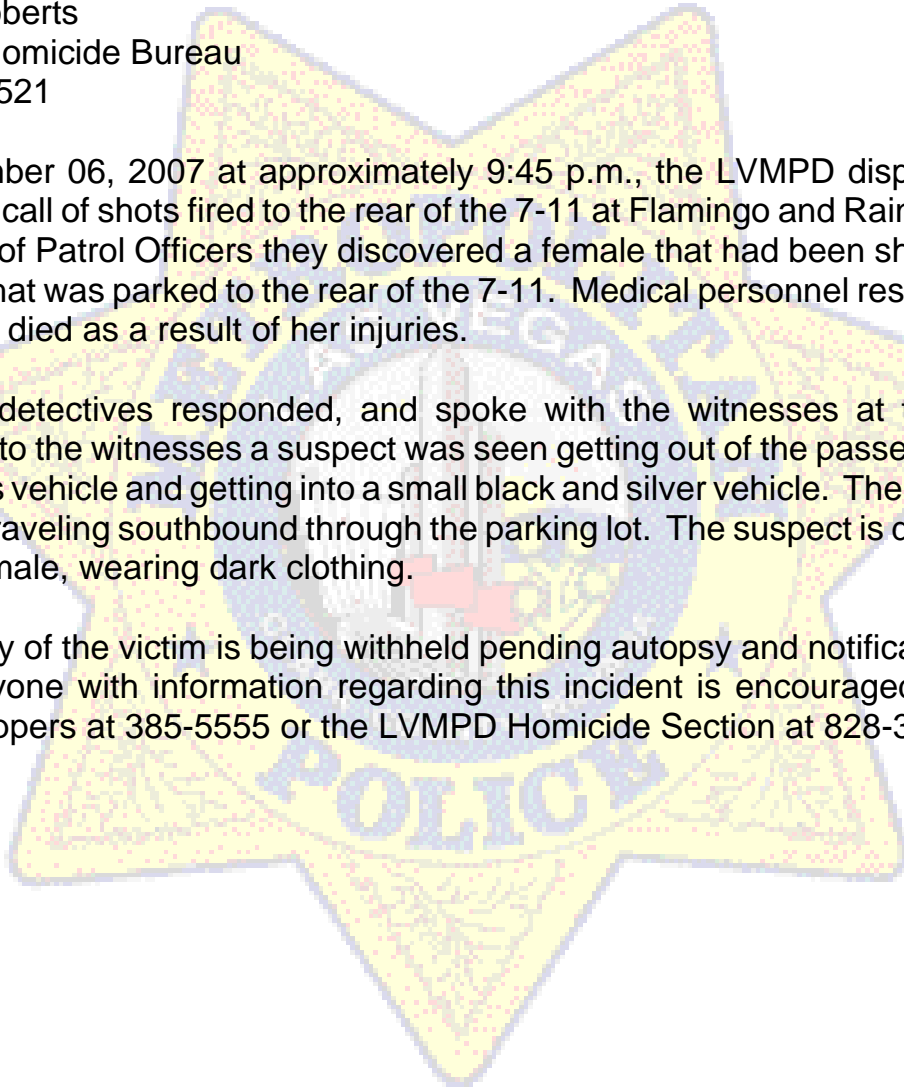 oberts
omicide Bureau
521
mber 06, 2007 at approximately 9:45 p.m., the LVMPD disp
call of shots fired to the rear of the 7-11 at Flamingo and Rain
of Patrol Officers they discovered a female that had been sh
hat was parked to the rear of the 7-11. Medical personnel res
died as a result of her injuries.
detectives responded, and spoke with the witnesses at t
to the witnesses a suspect was seen getting out of the passe
s vehicle and getting into a small black and silver vehicle. The
raveling southbound through the parking lot. The suspect is d
male, wearing dark clothing.
y of the victim is being withheld pending autopsy and notifica
yone with information regarding this incident is encouraged
oppers at 385-5555 or the LVMPD Homicide Section at 828-3
METROPOLITAN
LAS VEGAS
POLICE